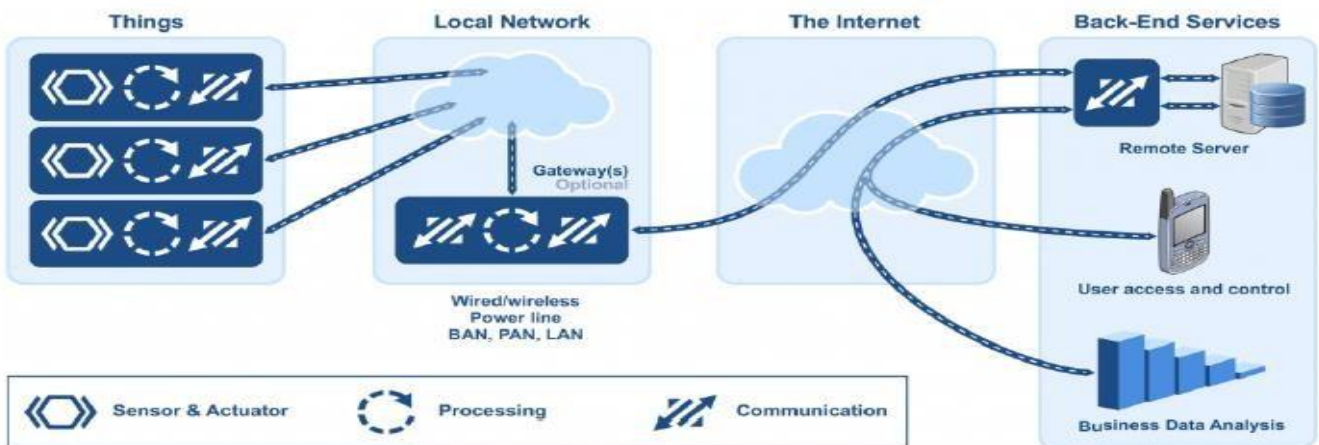 Things
Local Network
The Internet
Back-End Services
Gateway(s)
Optional
Wired/wireless
Power line
BAN, PAN, LAN
Remote Server
User access and control
Business Data Analysis
Sensor & Actuator
Processing
Communication